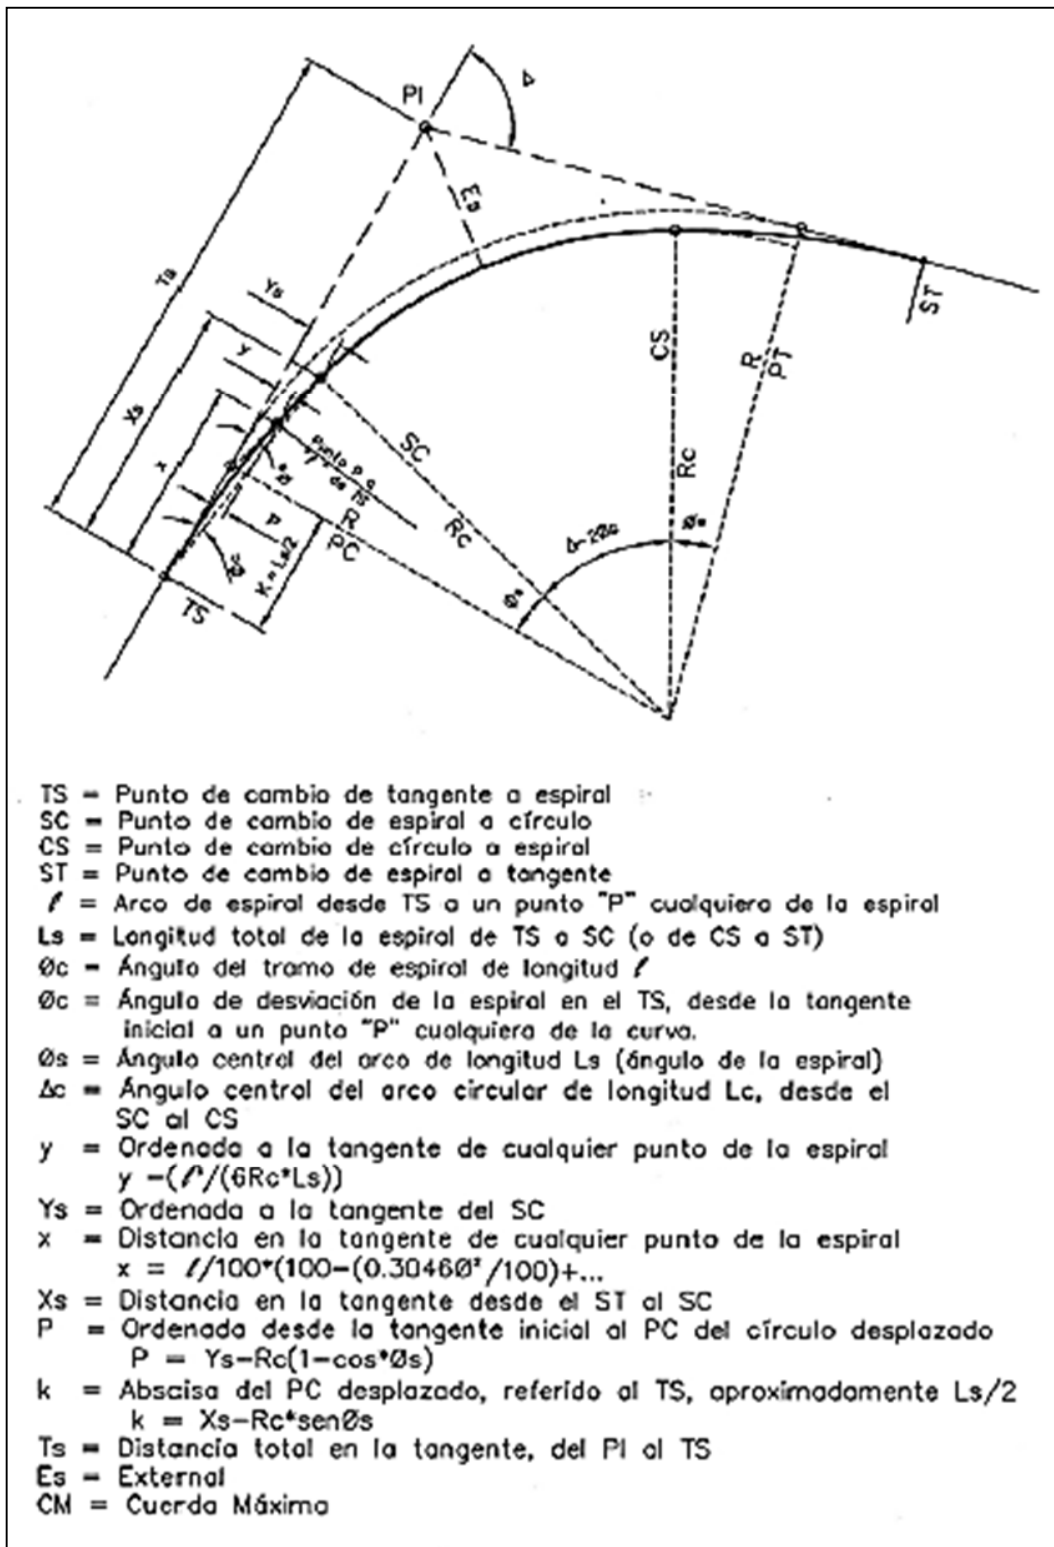 PI
Δ
Es
Ts
Ys
y
Xs
x
P
K = Ls/2
TS
R
PC
SC
Rc
CS
Rc
R
PT
ST
Δ-2Øs
Øs
Øs
TS = Punto de cambio de tangente a espiral
SC = Punto de cambio de espiral a círculo
CS = Punto de cambio de círculo a espiral
ST = Punto de cambio de espiral a tangente
ℓ = Arco de espiral desde TS a un punto "P" cualquiera de la espiral
Ls = Longitud total de la espiral de TS a SC (o de CS a ST)
Øc = Ángulo del tramo de espiral de longitud ℓ
Øc = Ángulo de desviación de la espiral en el TS, desde la tangente
inicial a un punto "P" cualquiera de la curva.
Øs = Ángulo central del arco de longitud Ls (ángulo de la espiral)
Δc = Ángulo central del arco circular de longitud Lc, desde el
SC al CS
y = Ordenada a la tangente de cualquier punto de la espiral
y =(/(6Rc*Ls))
Ys = Ordenada a la tangente del SC
x = Distancia en la tangente de cualquier punto de la espiral
x = ℓ/100*(100-(0.3046Ø²/100)+...
Xs = Distancia en la tangente desde el ST al SC
P = Ordenada desde la tangente inicial al PC del círculo desplazado
P = Ys-Rc(1-cos*Øs)
k = Abscisa del PC desplazado, referido al TS, aproximadamente Ls/2
k = Xs-Rc*senØs
Ts = Distancia total en la tangente, del PI al TS
Es = External
CM = Cuerda Máxima